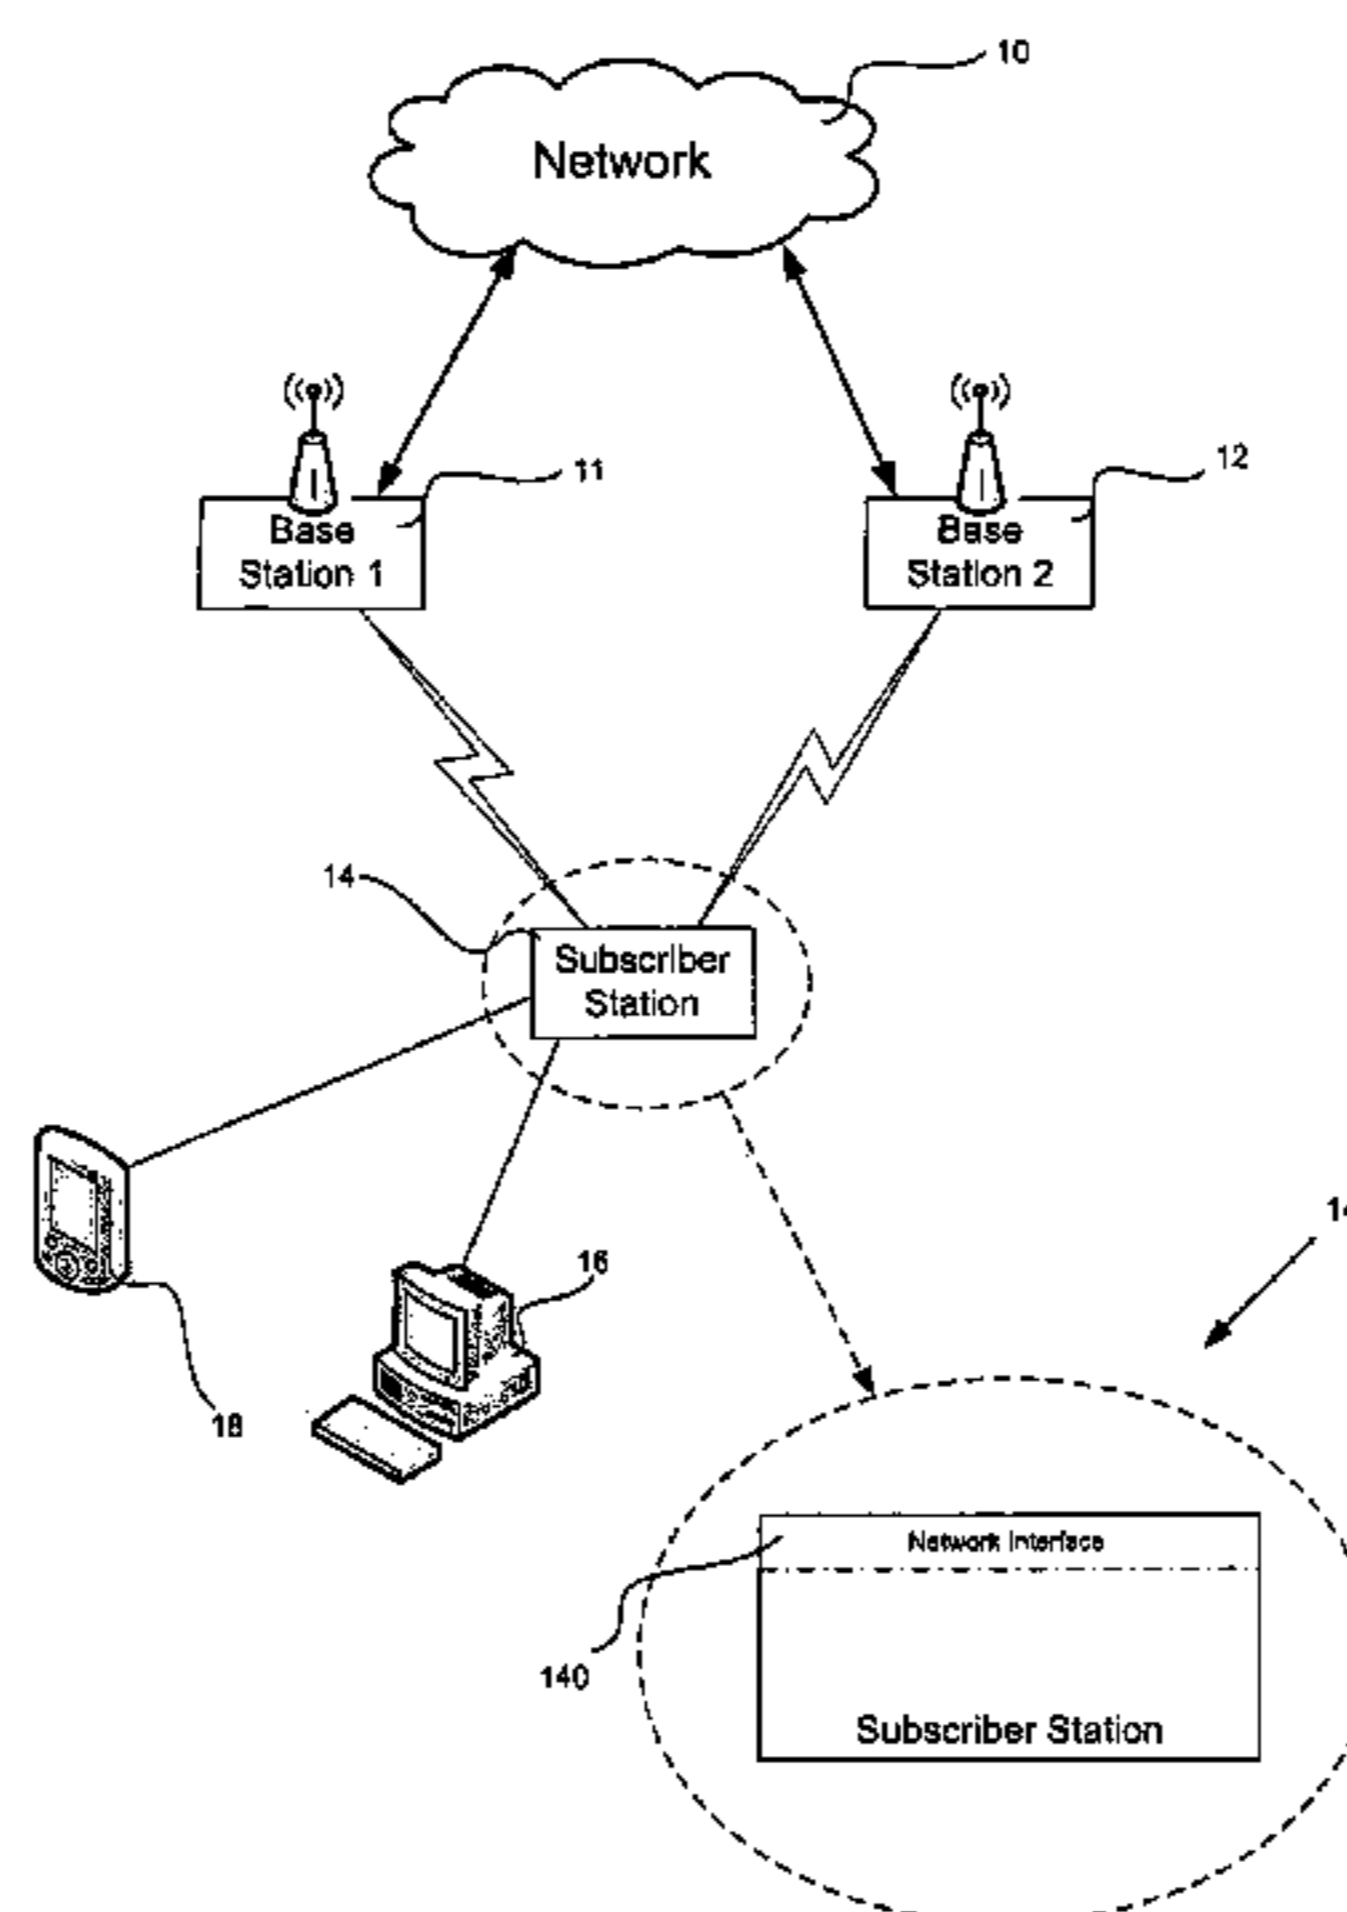 10
Network
11
12
Base
Station 1
Base
Station 2
14
Subscriber
Station
16
18
Network Interface
140
Subscriber Station